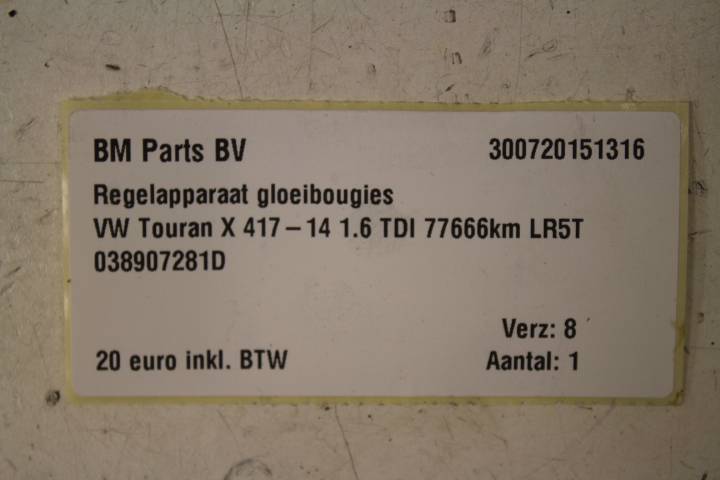 BM Parts BV 300720151316
Regelapparaat gloeibougies
VW Touran X 417-14 1.6 TDI 77666km LR5T
038907281D
Verz: 8
20 euro inkl. BTW Aantal: 1